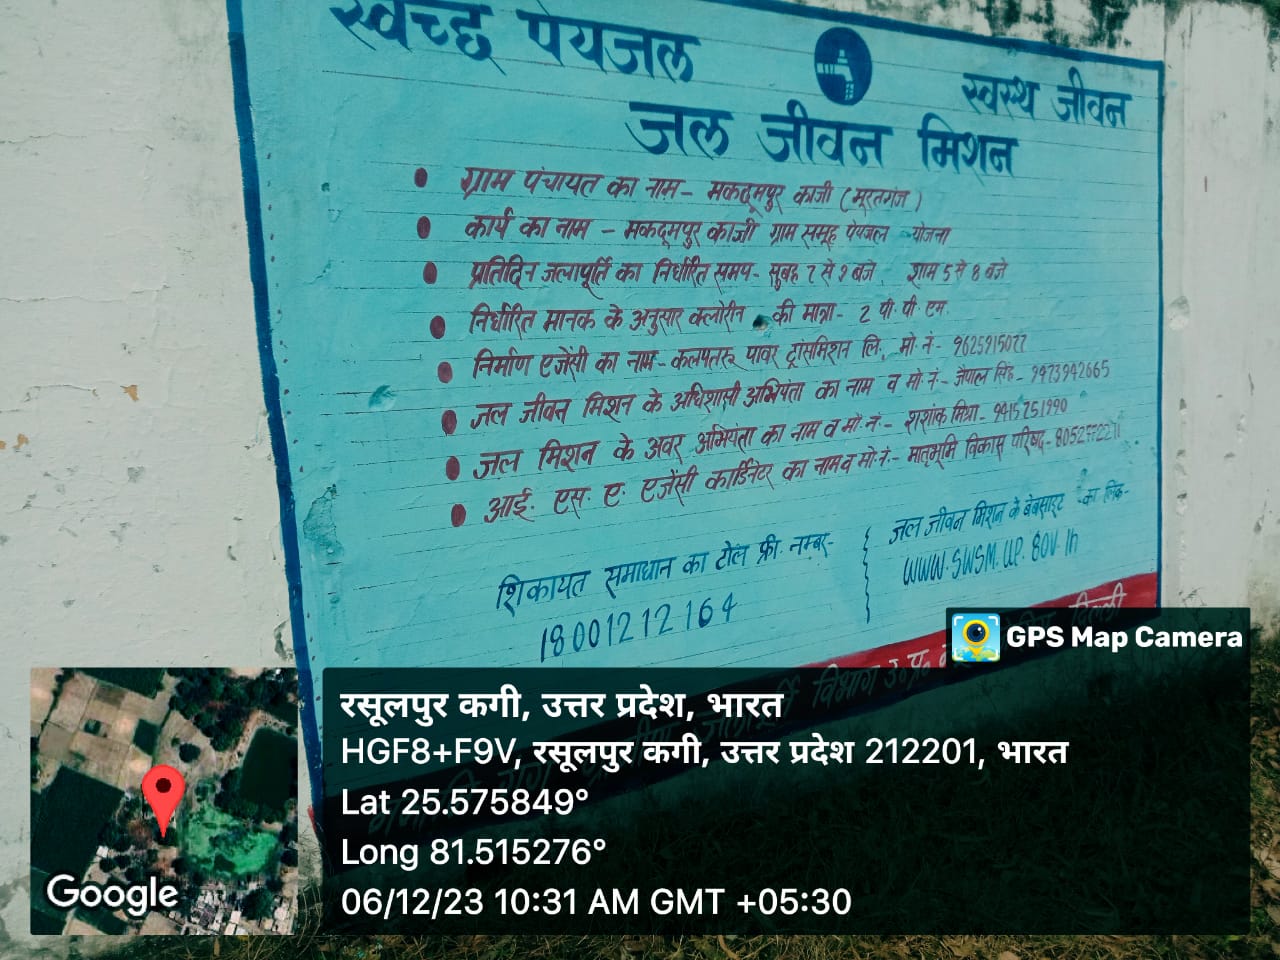 स्वच्छ पेयजल
स्वस्थ जीवन
जल जीवन मिशन
• ग्राम पंचायत का नाम - मकदूमपुर काजी (मूरतगंज)
• कार्य का नाम - मकदूमपुर काजी ग्राम समूह पेयजल योजना
• प्रतिदिन जलापूर्ति का निर्धारित समय - सुबह 7 से 9 बजे शाम 5 से 8 बजे
• निर्धारित मानक के अनुसार क्लोरीन की मात्रा - 2 पी. पी. एम.
• निर्माण एजेंसी का नाम - कलपतरू पावर ट्रांसमिशन लि. मो. नं - 9625915077
• जल जीवन मिशन के अधिशासी अभियंता का नाम व मो. नं. - जैपाल सिंह - 9473942665
• जल मिशन के अवर अभियंता का नाम व मो. नं. - शशांक मिश्रा - 9415751990
• आई. एस. ए. एजेंसी कार्डिनेटर का नाम व मो. नं. - मातृभूमि विकास परिषद -
शिकायत समाधान का टोल फ्री. नम्बर -
18001212164
जल जीवन मिशन के बेबसाइट का लिंक -
WWW.SWSM.UP.GOV.In
विभाग उ०प्र०
GPS Map Camera
रसूलपुर कगी, उत्तर प्रदेश, भारत
HGF8+F9V, रसूलपुर कगी, उत्तर प्रदेश 212201, भारत
Lat 25.575849°
Long 81.515276°
06/12/23 10:31 AM GMT +05:30
Google